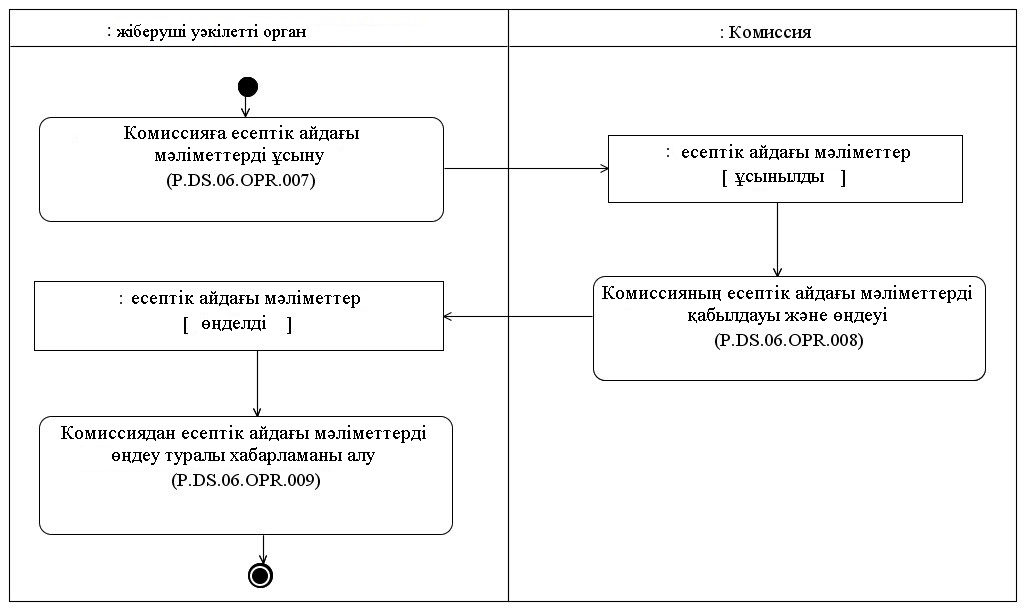 : жіберуші уәкілетті орган
: Комиссия
Комиссияға есептік айдағы
мәліметтерді ұсыну
(P.DS.06.OPR.007)
: есептік айдағы мәліметтер
[ ұсынылды ]
Комиссияның есептік айдағы мәліметтерді
қабылдауы және өңдеуі
(P.DS.06.OPR.008)
: есептік айдағы мәліметтер
[ өңделді ]
Комиссиядан есептік айдағы мәліметтерді
өңдеу туралы хабарламаны алу
(P.DS.06.OPR.009)